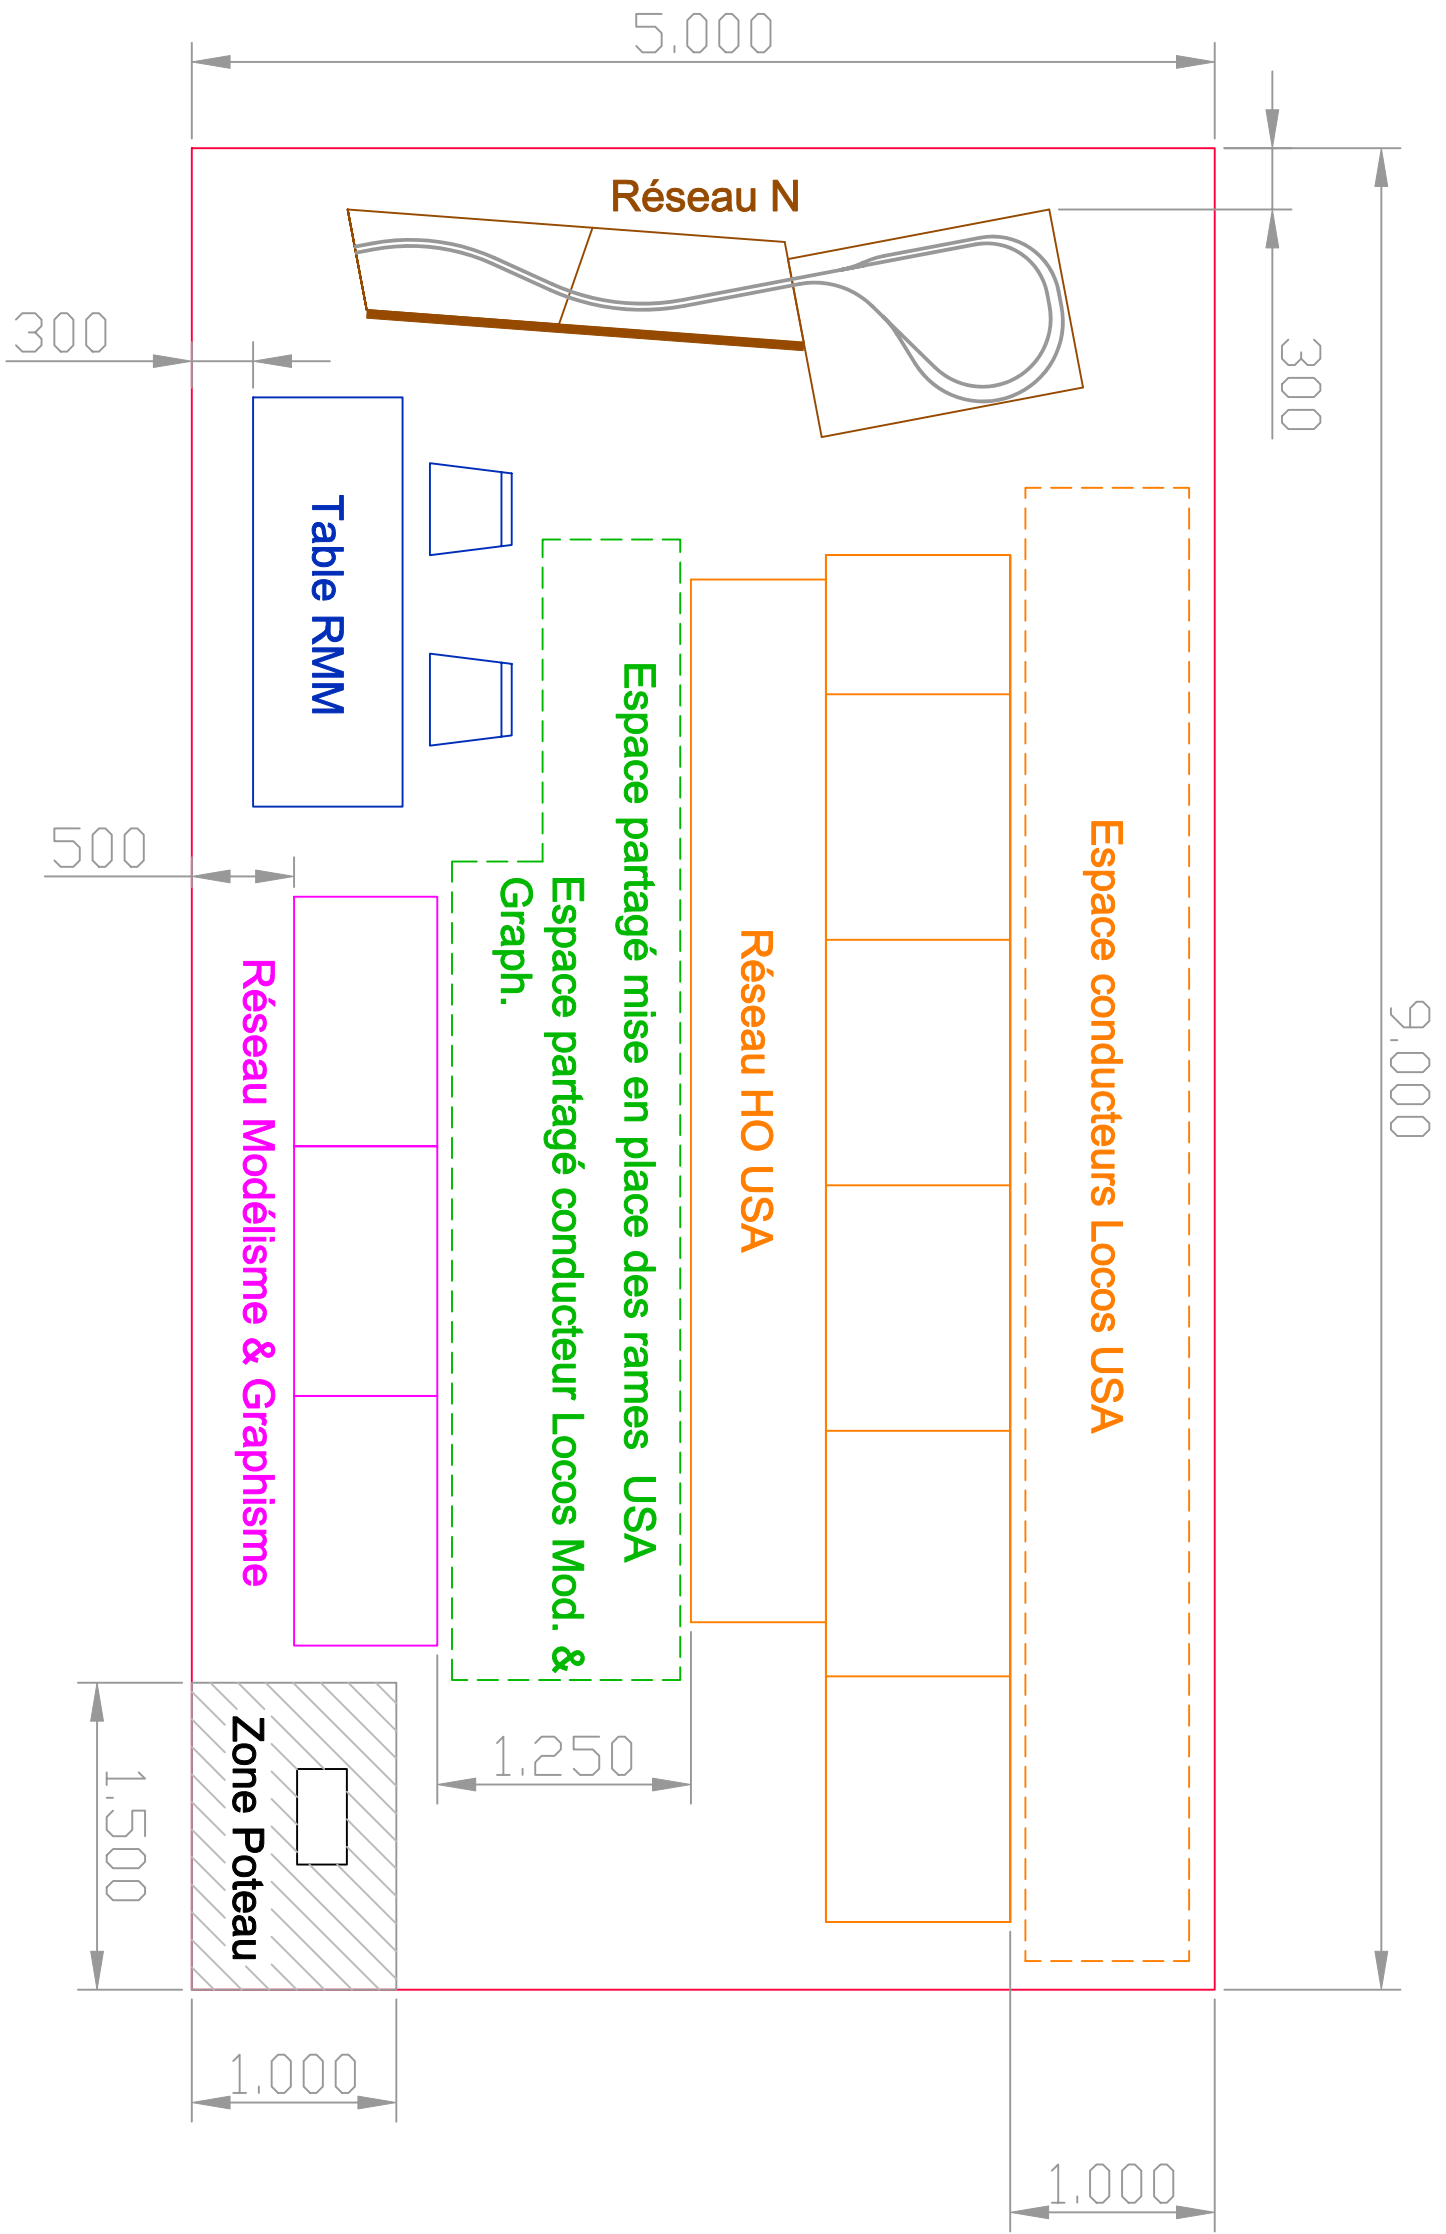 5.000
Réseau N
300
300
Table RMM
500
Espace partagé mise en place des rames USA
Espace partagé conducteur Locos Mod. &
Graph.
Réseau HO USA
Espace conducteurs Locos USA
9.000
Réseau Modélisme & Graphisme
1.250
Zone Poteau
1.500
1.000
1.000